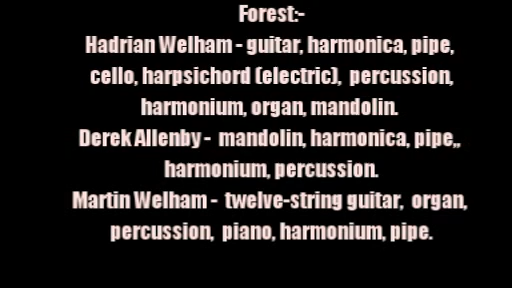 Forest:-
Hadrian Welham - guitar, harmonica, pipe,
cello, harpsichord (electric),  percussion,
harmonium, organ, mandolin.
Derek Allenby -  mandolin, harmonica, pipe,,
harmonium, percussion.
Martin Welham -  twelve-string guitar,  organ,
percussion,  piano, harmonium, pipe.